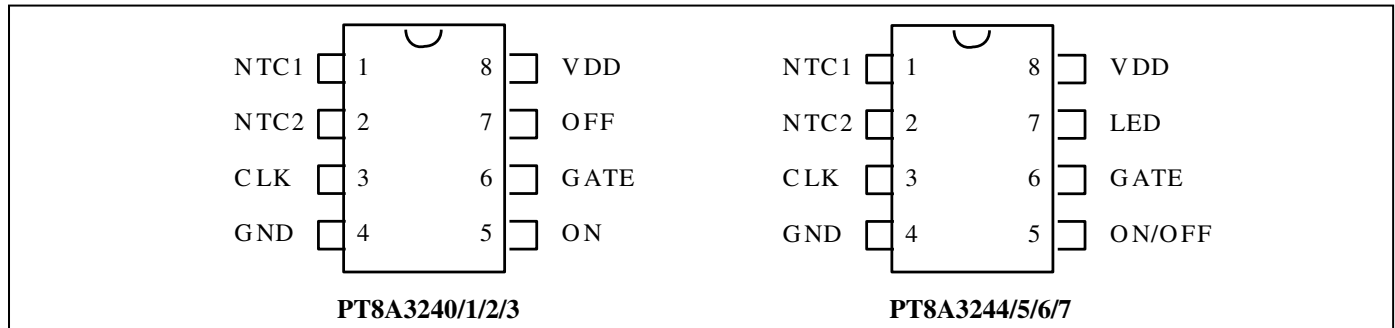 NTC1 1 8 VDD
NTC2 2 7 OFF
CLK 3 6 GATE
GND 4 5 ON
PT8A3240/1/2/3
NTC1 1 8 VDD
NTC2 2 7 LED
CLK 3 6 GATE
GND 4 5 ON/OFF
PT8A3244/5/6/7